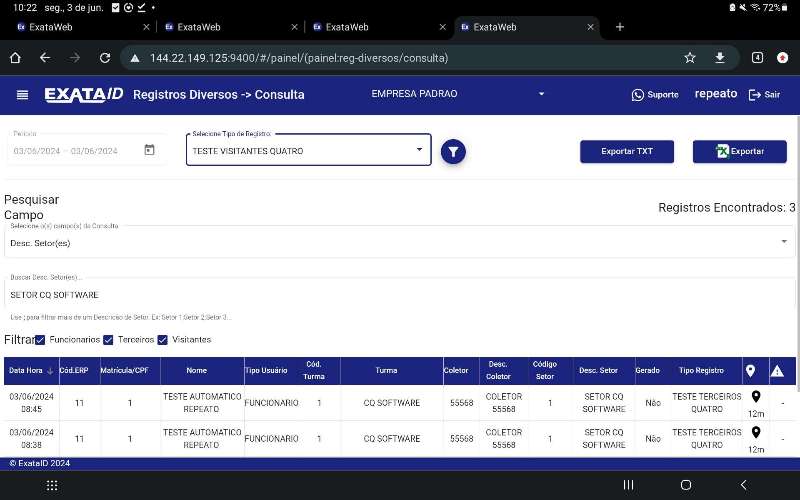 10:22 seg., 3 de jun. 72%
ExataWeb ExataWeb ExataWeb ExataWeb
144.22.149.125:9400/#/painel/(painel:reg-diversos/consulta) 4
EXATA ID Registros Diversos -> Consulta EMPRESA PADRAO Suporte repeato Sair
Período Selecione Tipo de Registro:
03/06/2024 – 03/06/2024 TESTE VISITANTES QUATRO Exportar TXT Exportar
Pesquisar
Campo Registros Encontrados: 3
Selecione o(s) campo(s) da Consulta
Desc. Setor(es)
Buscar Desc. Setor(es)...
SETOR CQ SOFTWARE
Use ; para filtrar mais de um Descrição de Setor. Ex: Setor 1;Setor 2;Setor 3...
Filtrar Funcionarios Terceiros Visitantes
Data Hora Cód.ERP Matrícula/CPF Nome Tipo Usuário Cód. Turma Turma Coletor Desc. Coletor Código Setor Desc. Setor Gerado Tipo Registro
03/06/2024 08:45 11 1 TESTE AUTOMATICO REPEATO FUNCIONARIO 1 CQ SOFTWARE 55568 COLETOR 55568 1 SETOR CQ SOFTWARE Não TESTE TERCEIROS QUATRO 12m -
03/06/2024 08:38 11 1 TESTE AUTOMATICO REPEATO FUNCIONARIO 1 CQ SOFTWARE 55568 COLETOR 55568 1 SETOR CQ SOFTWARE Não TESTE TERCEIROS QUATRO 12m -
© ExataID 2024